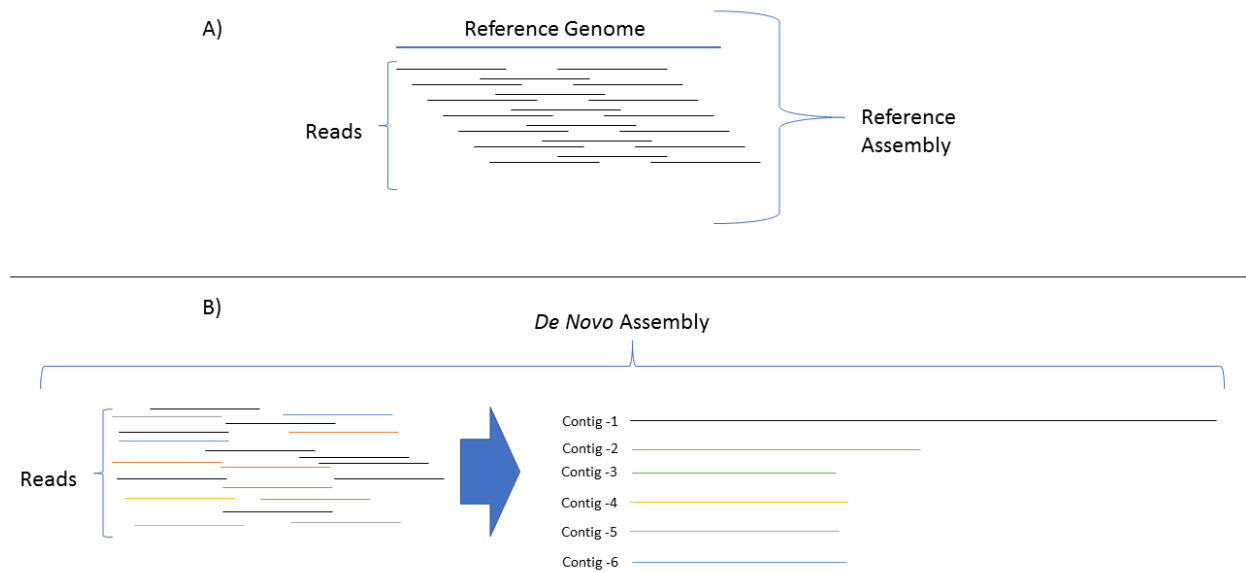 A)
Reference Genome
Reads
Reference
Assembly
B)
De Novo Assembly
Reads
Contig -1
Contig -2
Contig -3
Contig -4
Contig -5
Contig -6